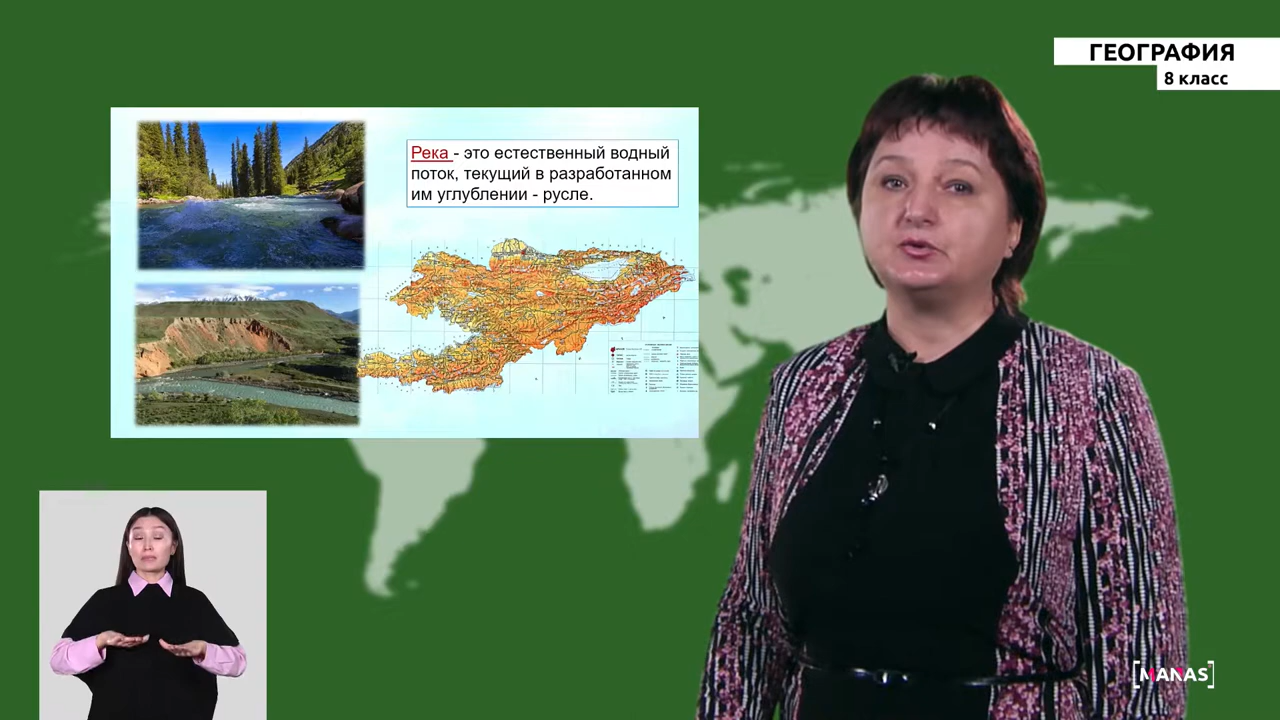 ГЕОГРАФИЯ
8 класс
Река - это естественный водный
поток, текущий в разработанном
им углублении - русле.
[MANAS]